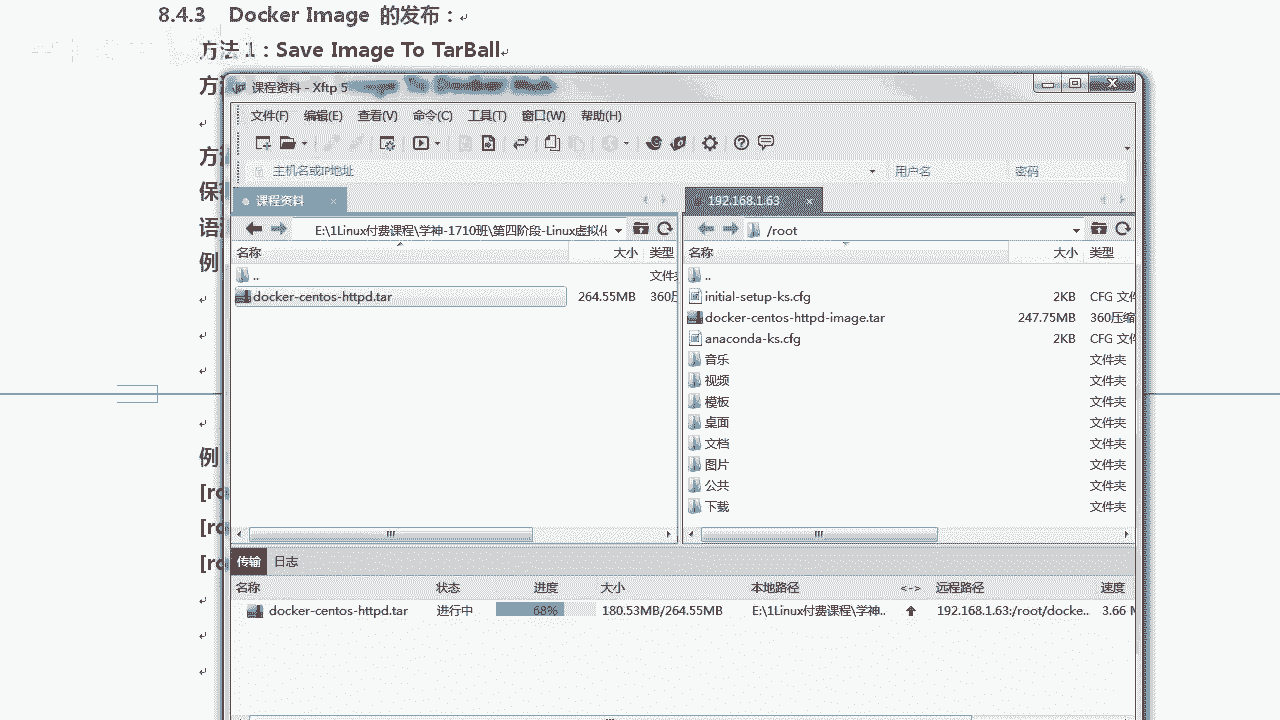 8.4.3 Docker Image 的发布：
方法 1：Save Image To TarBall
方法
课程资料 - Xftp 5
文件(F) 编辑(E) 查看(V) 命令(C) 工具(T) 窗口(W) 帮助(H)
方
主机名或IP地址 用户名 密码
保
课程资料 192.168.1.63
语
E:\1Linux付费课程\学神-1710班\第四阶段-Linux虚拟化 /root
例
名称 大小 类型 名称 大小 类型
.. 文件夹 ..
docker-centos-httpd.tar 264.55MB 360压 initial-setup-ks.cfg 2KB CFG 文件
docker-centos-httpd-image.tar 247.75MB 360压缩
anaconda-ks.cfg 2KB CFG 文件
音乐 文件夹
视频 文件夹
模板 文件夹
桌面 文件夹
文档 文件夹
例
图片 文件夹
公共 文件夹
[ro
下载 文件夹
[ro
[ro
传输 日志
名称 状态 进度 大小 本地路径 <-> 远程路径 速度
docker-centos-httpd.tar 进行中 68% 180.53MB/264.55MB E:\1Linux付费课程\学神.. 192.168.1.63:/root/docke.. 3.66 M